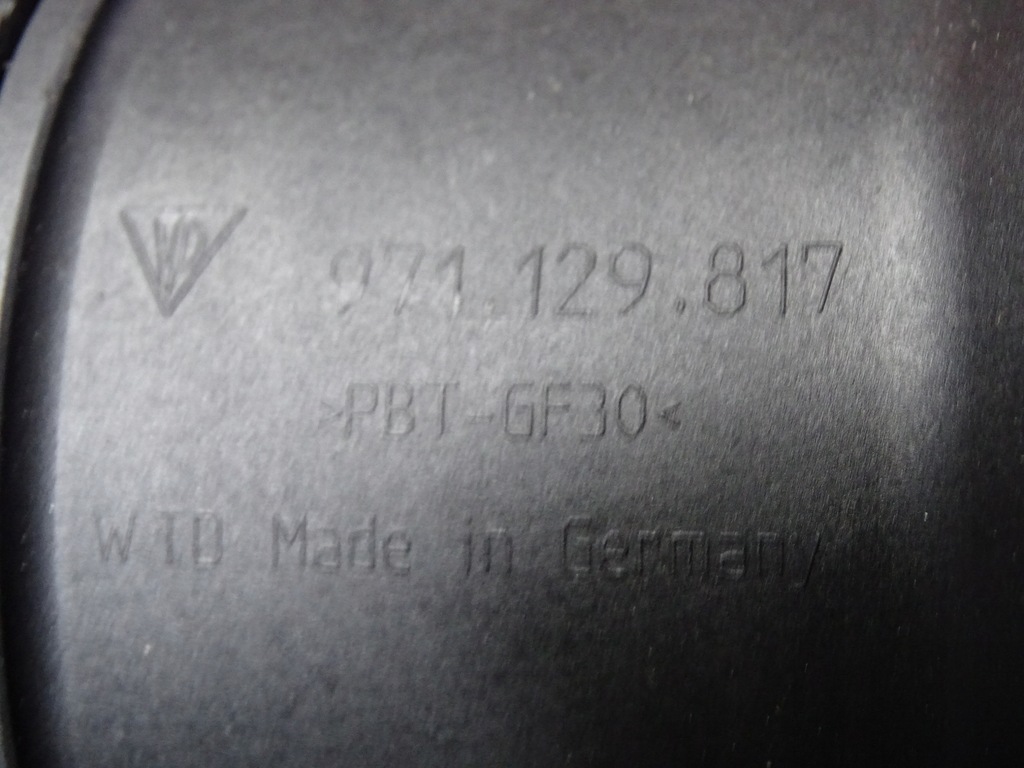 971.129.817
>PBT-GF30<
WTD Made in Germany